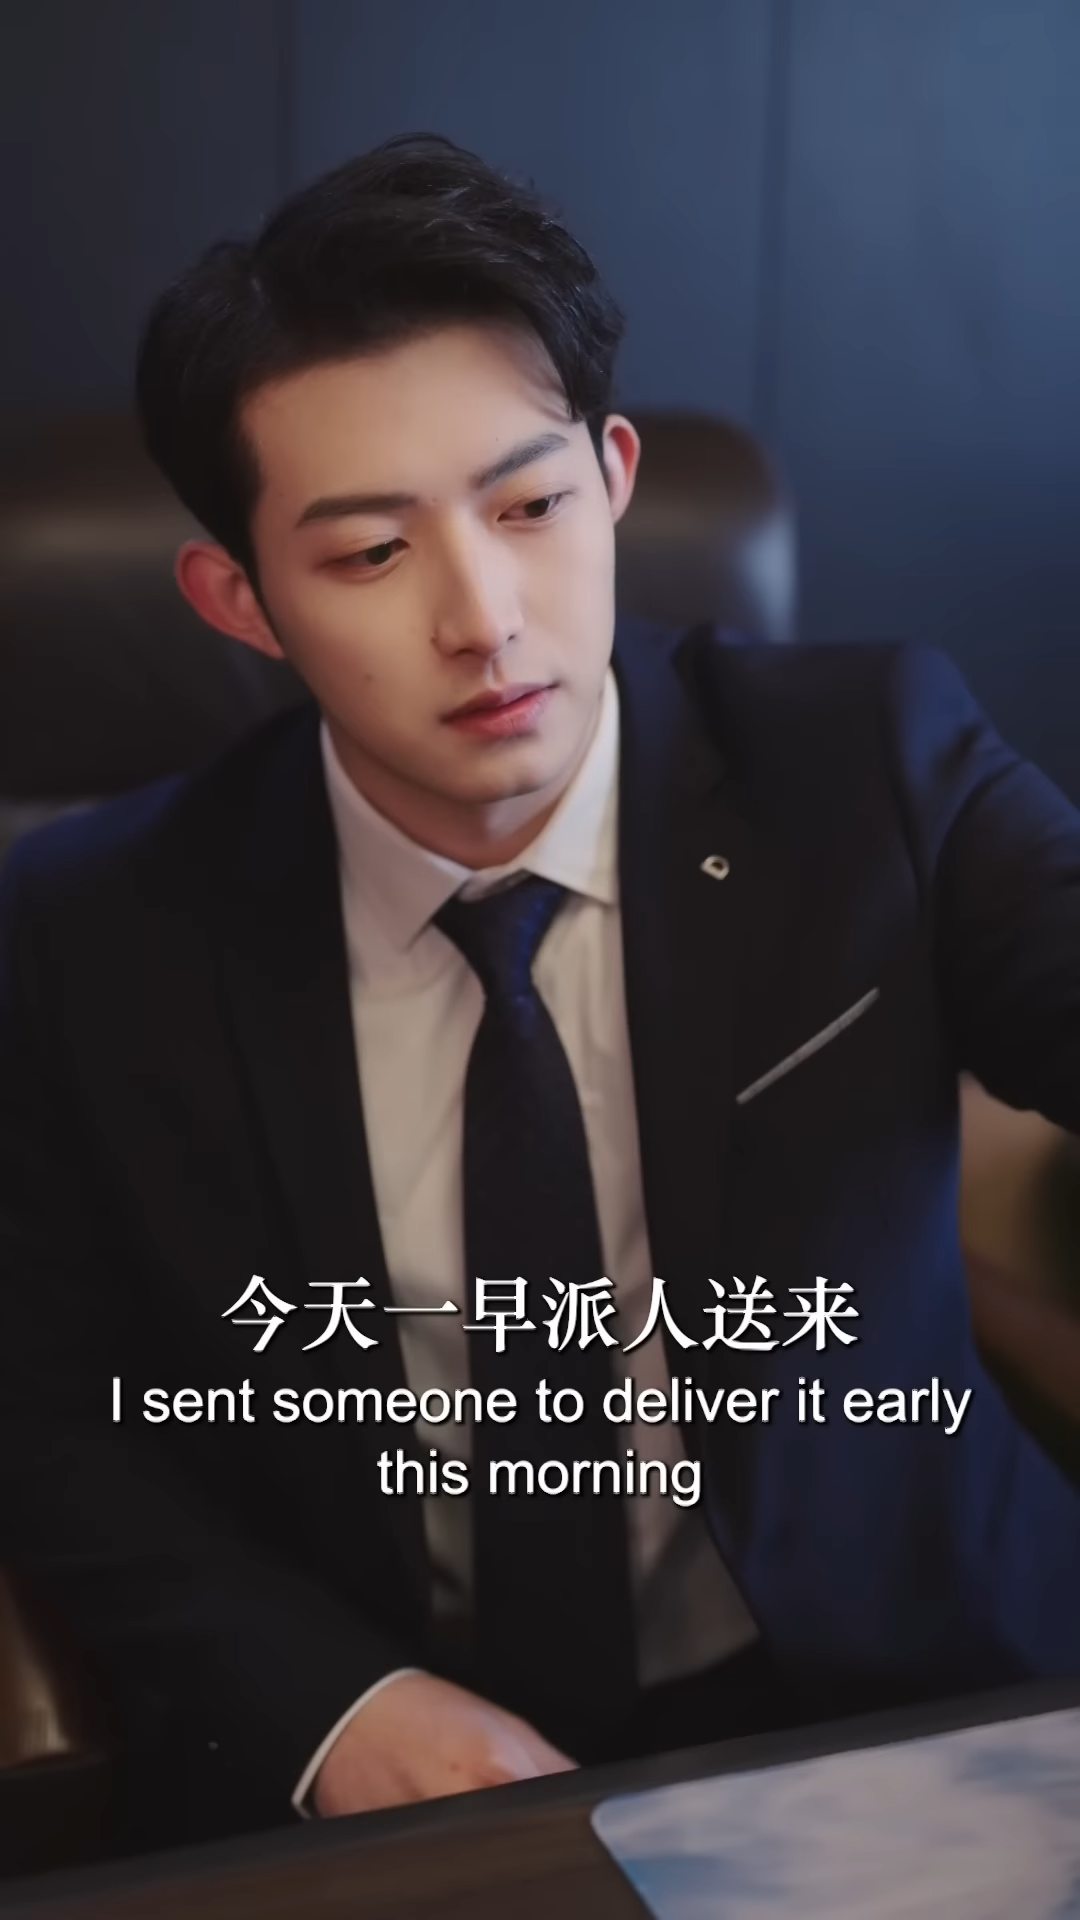 今天一早派人送来
I sent someone to deliver it early
this morning